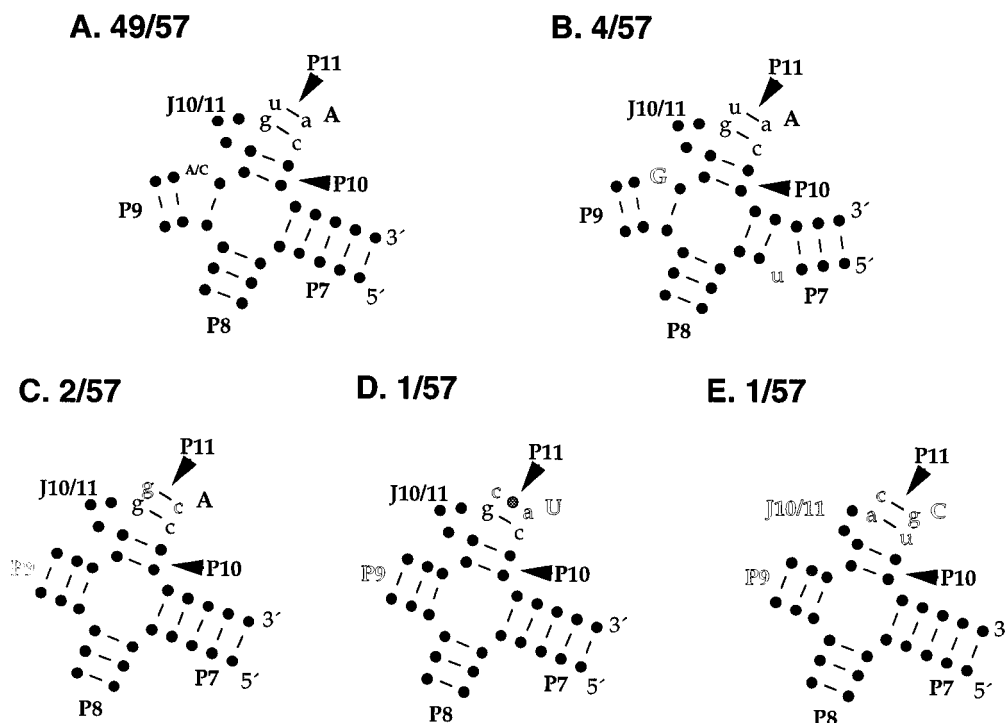 A. 49/57
P11
J10/11
u
g
a
A
c
A/C
P10
P9
3´
P7
5´
P8
B. 4/57
P11
J10/11
u
g
a
A
c
G
P10
P9
3´
u
5´
P7
P8
C. 2/57
P11
g
J10/11
g
c
A
c
P9
P10
3´
P7
5´
P8
D. 1/57
P11
c
J10/11
g
a
U
c
P9
P10
3´
P7
5´
P8
E. 1/57
P11
c
J10/11
a
g
C
u
P9
P10
3
P7
5´
P8